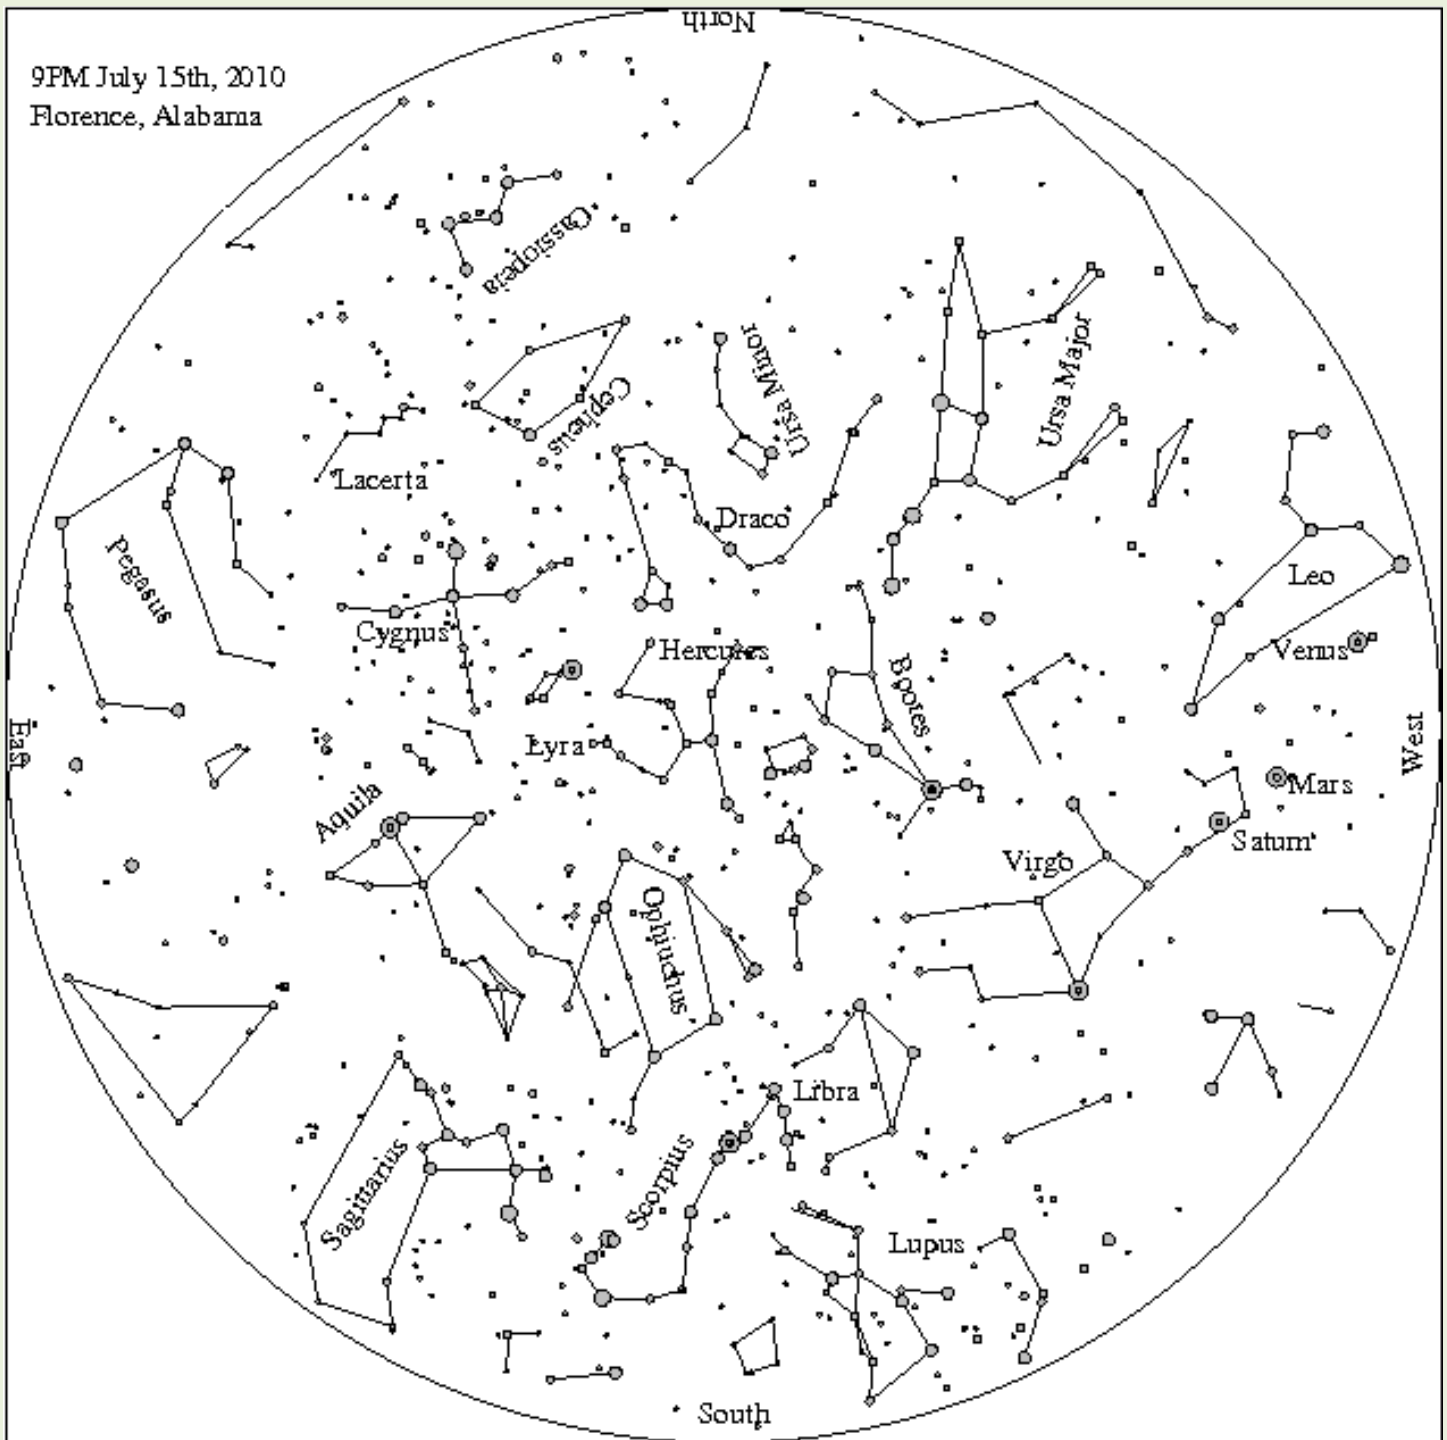 North
9PM July 15th, 2010
Florence, Alabama
Cassiopeia
Ursa Minor
Ursa Major
Cepheus
Lacerta
Draco
Pegasus
Leo
Cygnus
Hercules
Venus
Bootes
East
Lyra
West
Mars
Aquila
Saturn
Virgo
Ophiuchus
Libra
Sagittarius
Scorpius
Lupus
South